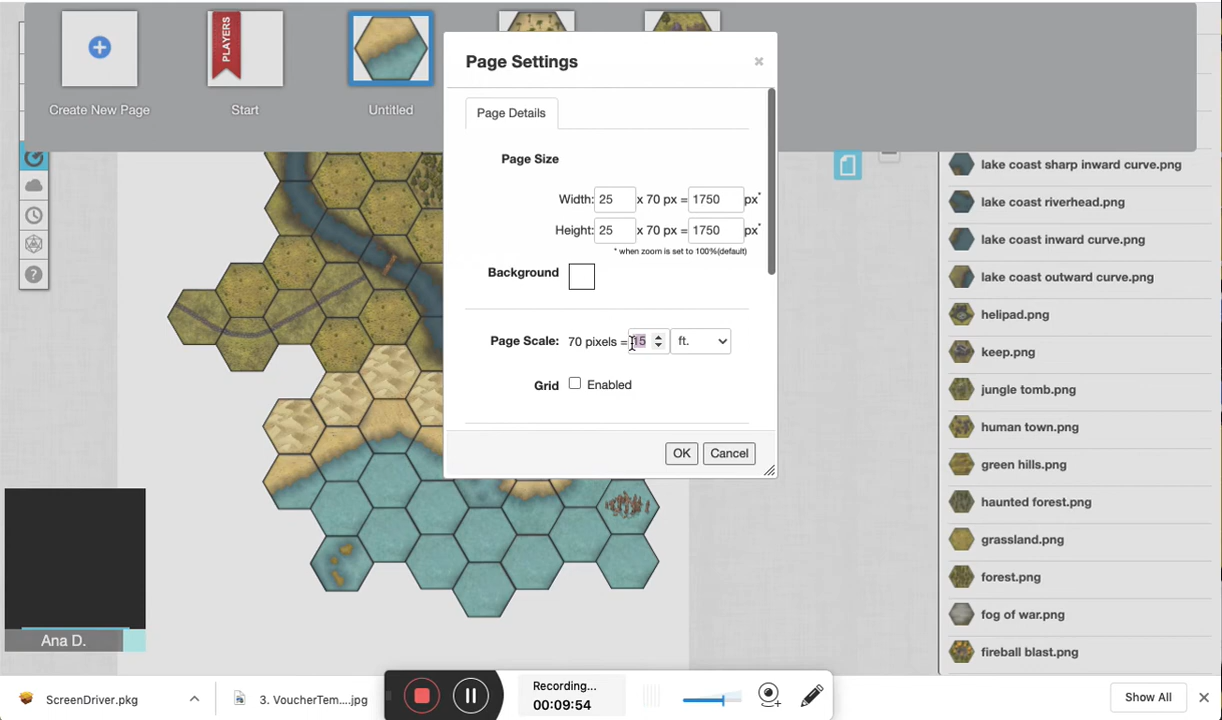 PLAYERS
Create New Page
Start
Untitled
Page Settings
×
Page Details
Page Size
Width: 25 x 70 px = 1750 px*
Height: 25 x 70 px = 1750 px*
* when zoom is set to 100%(default)
Background
Page Scale: 70 pixels = 15 ft.
Grid Enabled
OK Cancel
lake coast sharp inward curve.png
lake coast riverhead.png
lake coast inward curve.png
lake coast outward curve.png
helipad.png
keep.png
jungle tomb.png
human town.png
green hills.png
haunted forest.png
grassland.png
forest.png
fog of war.png
fireball blast.png
Ana D.
ScreenDriver.pkg
3. VoucherTem....jpg
Recording...
00:09:54
Show All